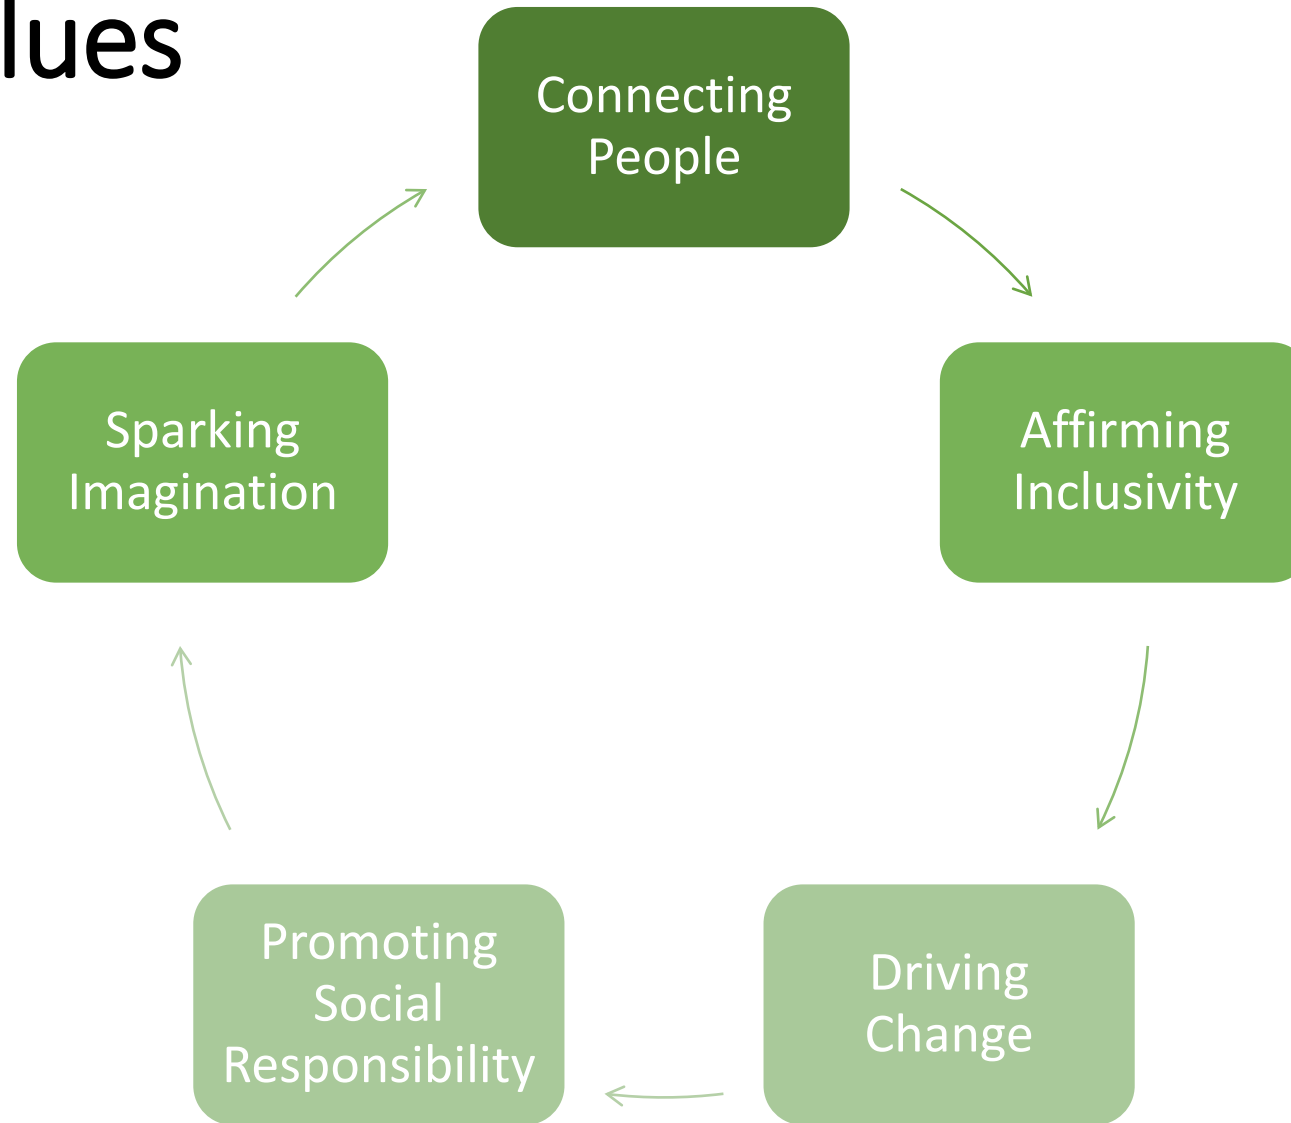 lues
Connecting
People
Affirming
Inclusivity
Driving
Change
Promoting
Social
Responsibility
Sparking
Imagination